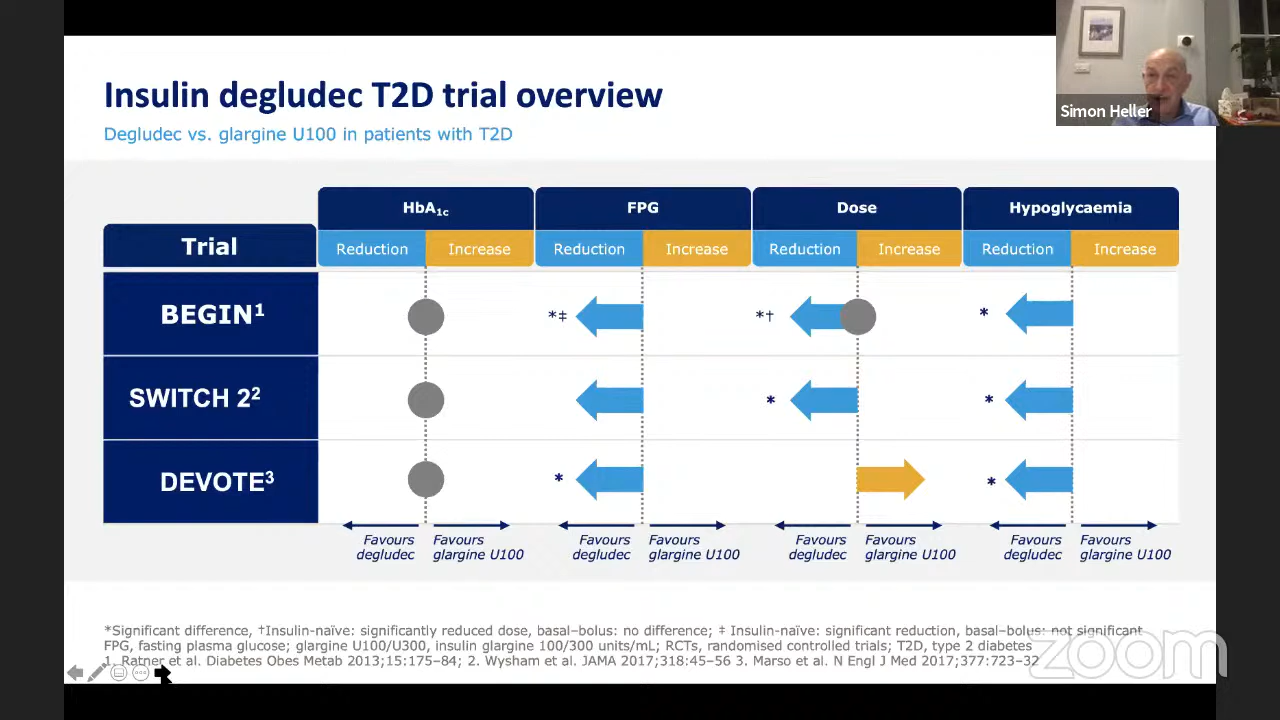 Simon Heller
Insulin degludec T2D trial overview
Degludec vs. glargine U100 in patients with T2D
HbA1c FPG Dose Hypoglycaemia
Trial Reduction Increase Reduction Increase Reduction Increase Reduction Increase
BEGIN¹ *‡ *† *
SWITCH 2² * *
DEVOTE³ * *
Favours Favours Favours Favours Favours Favours Favours Favours
degludec glargine U100 degludec glargine U100 degludec glargine U100 degludec glargine U100
*Significant difference, †Insulin-naïve: significantly reduced dose, basal–bolus: no difference; ‡ Insulin-naïve: significant reduction, basal–bolus: not significant
FPG, fasting plasma glucose; glargine U100/U300, insulin glargine 100/300 units/mL; RCTs, randomised controlled trials; T2D, type 2 diabetes
1. Ratner et al. Diabetes Obes Metab 2013;15:175–84; 2. Wysham et al. JAMA 2017;318:45–56 3. Marso et al. N Engl J Med 2017;377:723–32
zoom